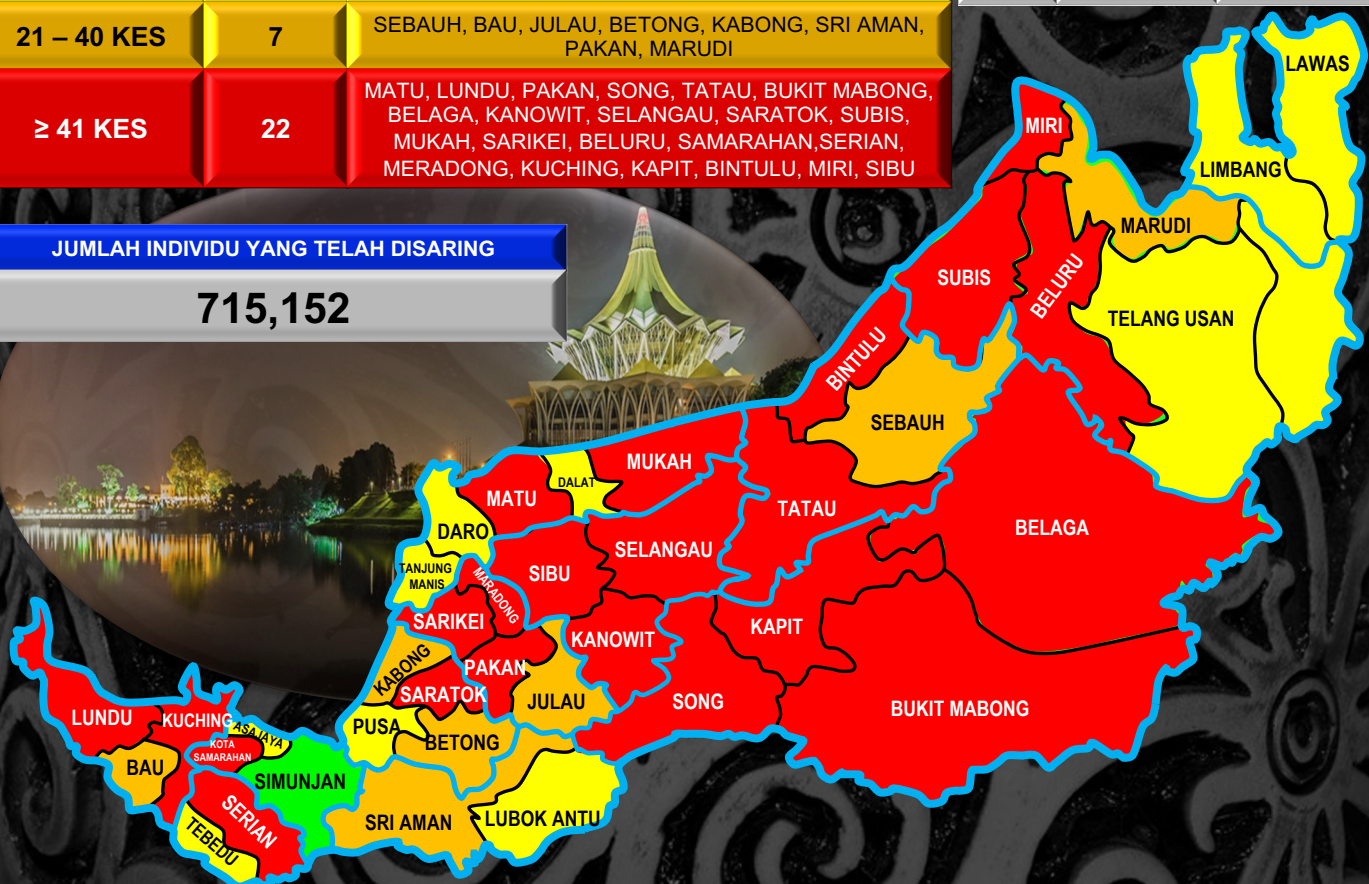 21 – 40 KES
7
SEBAUH, BAU, JULAU, BETONG, KABONG, SRI AMAN,
PAKAN, MARUDI
≥ 41 KES
22
MATU, LUNDU, PAKAN, SONG, TATAU, BUKIT MABONG,
BELAGA, KANOWIT, SELANGAU, SARATOK, SUBIS,
MUKAH, SARIKEI, BELURU, SAMARAHAN,SERIAN,
MERADONG, KUCHING, KAPIT, BINTULU, MIRI, SIBU
JUMLAH INDIVIDU YANG TELAH DISARING
715,152
LAWAS
MIRI
LIMBANG
MARUDI
SUBIS
BELURU
TELANG USAN
BINTULU
SEBAUH
MUKAH
DALAT
MATU
TATAU
BELAGA
DARO
SELANGAU
TANJUNG
MANIS
SIBU
MARADONG
SARIKEI
KAPIT
KANOWIT
KABONG
PAKAN
SARATOK
JULAU
SONG
BUKIT MABONG
LUNDU
KUCHING
ASAJAYA
PUSA
BETONG
KOTA
SAMARAHAN
BAU
SIMUNJAN
SERIAN
SRI AMAN
LUBOK ANTU
TEBEDU